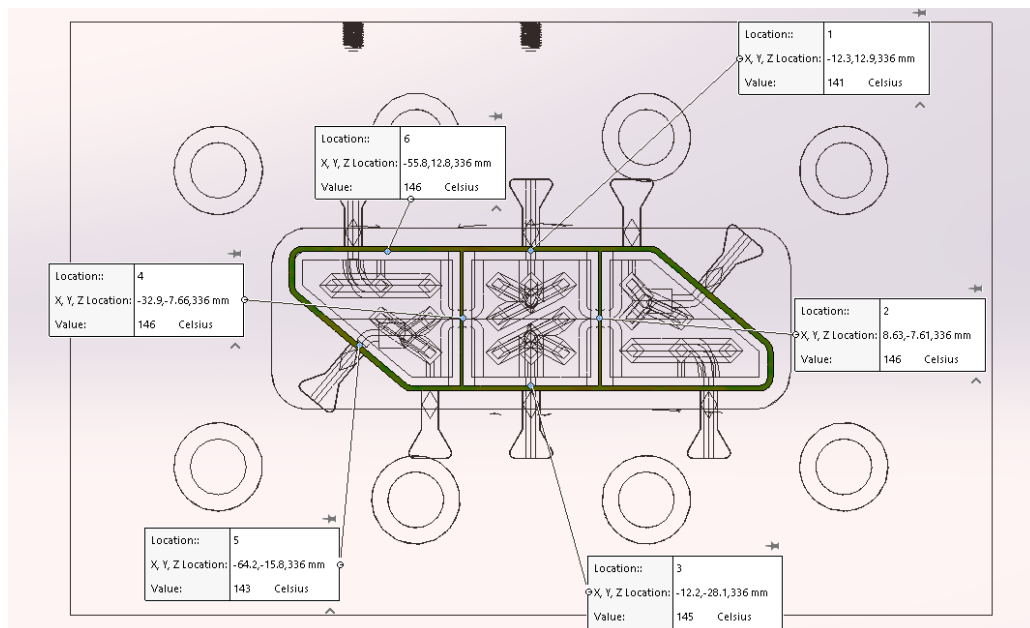 Location:: 1
X, Y, Z Location: -12.3,12.9,336 mm
Value: 141 Celsius
Location:: 6
X, Y, Z Location: -55.8,12.8,336 mm
Value: 146 Celsius
Location:: 4
X, Y, Z Location: -32.9,-7.66,336 mm
Value: 146 Celsius
Location:: 2
X, Y, Z Location: 8.63,-7.61,336 mm
Value: 146 Celsius
Location:: 5
X, Y, Z Location: -64.2,-15.8,336 mm
Value: 143 Celsius
Location:: 3
X, Y, Z Location: -12.2,-28.1,336 mm
Value: 145 Celsius